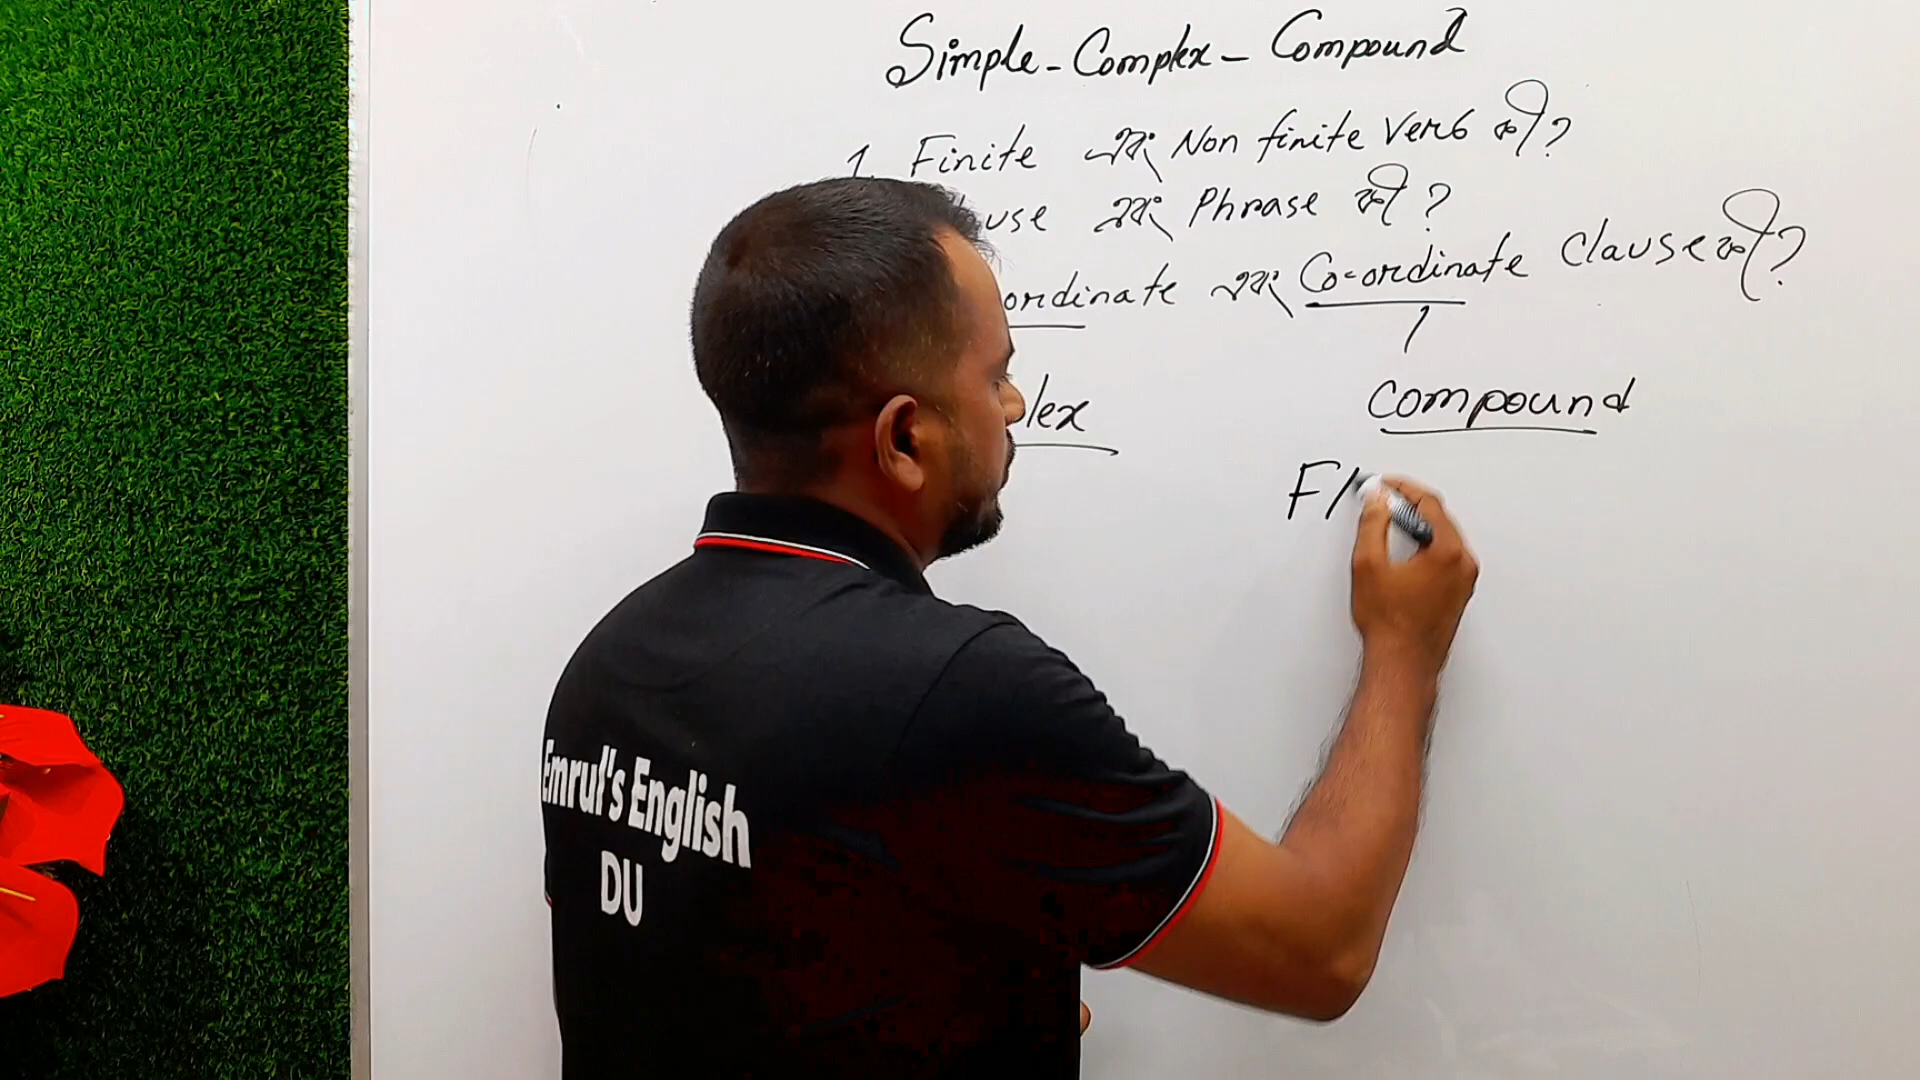 Simple - Complex - Compound
1. Finite এবং Non finite Verb কী?
use এবং Phrase কী?
ordinate এবং Co-ordinate Clause কী?
lex
compound
F
Emrul's English
DU